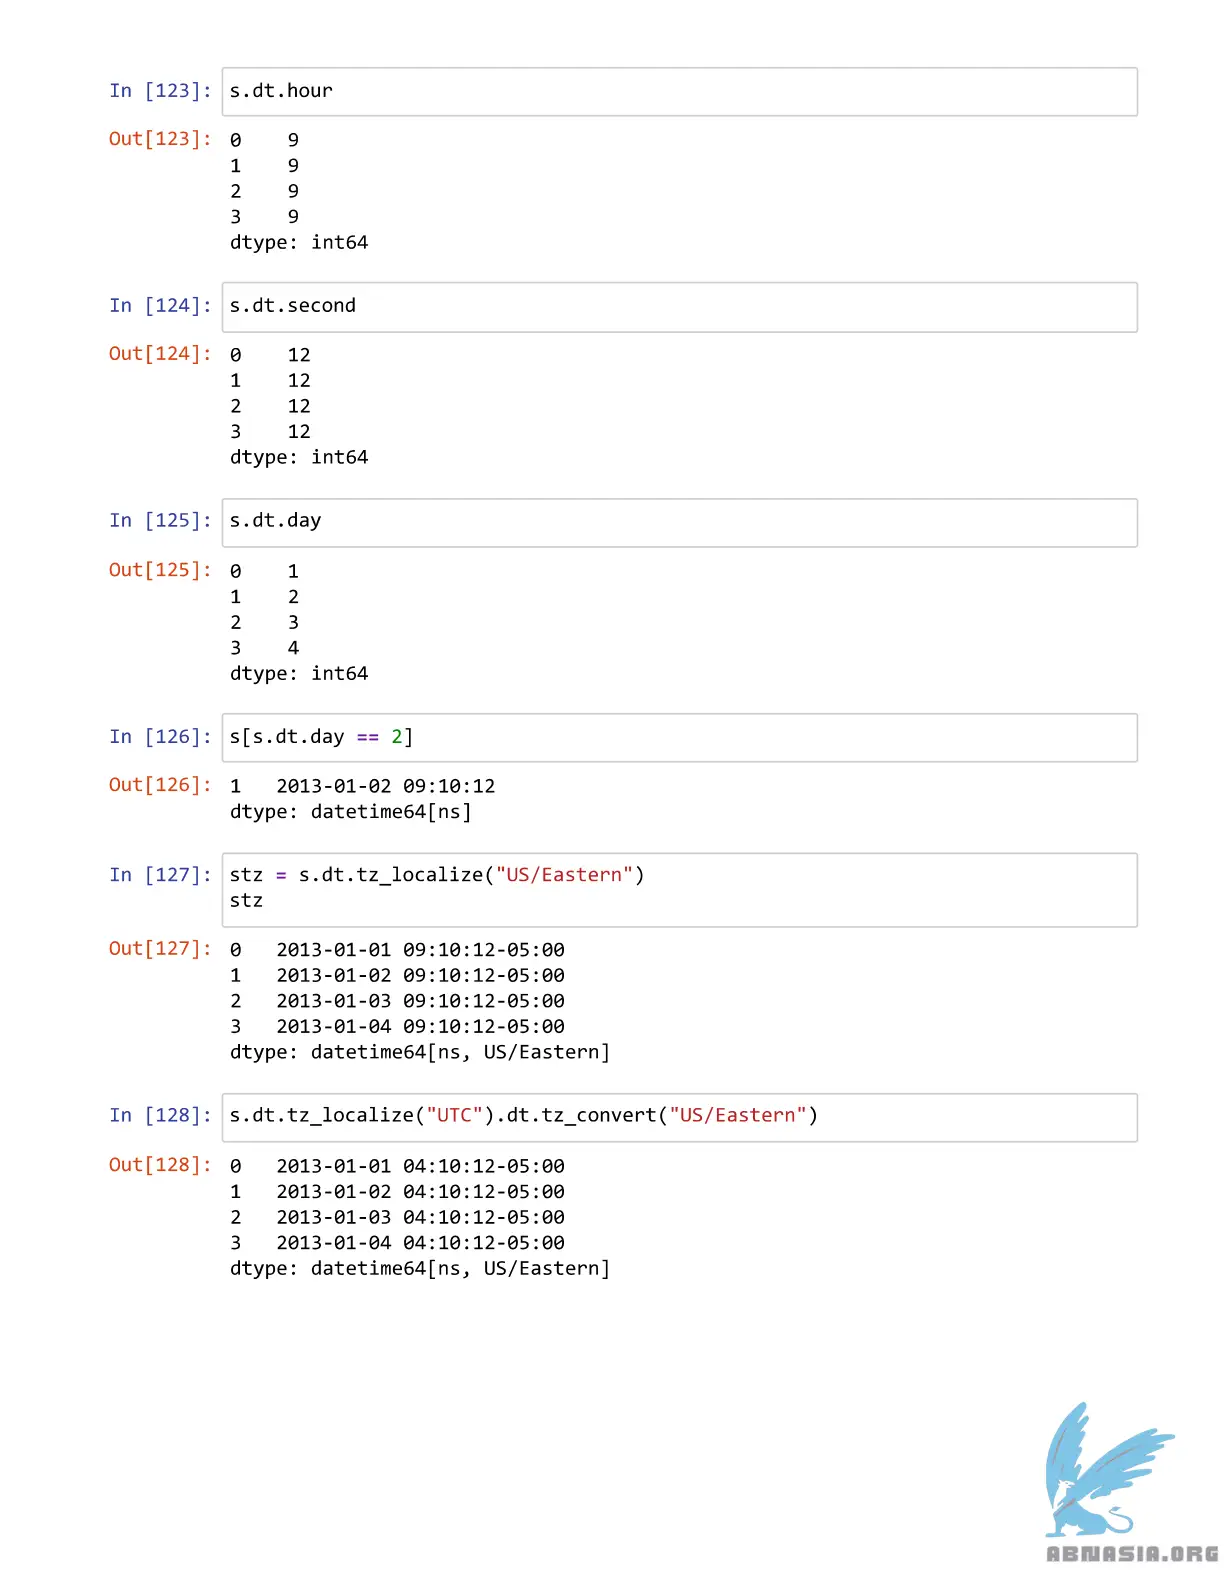 In [123]: s.dt.hour
Out[123]: 0    9
1    9
2    9
3    9
dtype: int64
In [124]: s.dt.second
Out[124]: 0    12
1    12
2    12
3    12
dtype: int64
In [125]: s.dt.day
Out[125]: 0    1
1    2
2    3
3    4
dtype: int64
In [126]: s[s.dt.day == 2]
Out[126]: 1   2013-01-02 09:10:12
dtype: datetime64[ns]
In [127]: stz = s.dt.tz_localize("US/Eastern")
stz
Out[127]: 0   2013-01-01 09:10:12-05:00
1   2013-01-02 09:10:12-05:00
2   2013-01-03 09:10:12-05:00
3   2013-01-04 09:10:12-05:00
dtype: datetime64[ns, US/Eastern]
In [128]: s.dt.tz_localize("UTC").dt.tz_convert("US/Eastern")
Out[128]: 0   2013-01-01 04:10:12-05:00
1   2013-01-02 04:10:12-05:00
2   2013-01-03 04:10:12-05:00
3   2013-01-04 04:10:12-05:00
dtype: datetime64[ns, US/Eastern]
ABNASIA.ORG